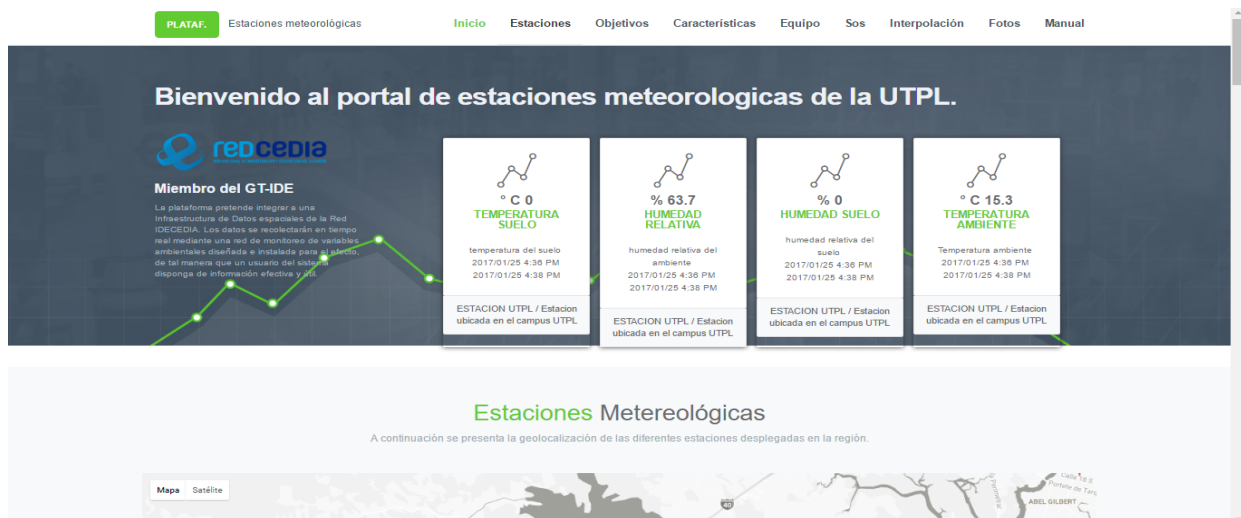 PLATAF. Estaciones meteorológicas Inicio Estaciones Objetivos Características Equipo Sos Interpolación Fotos Manual
Bienvenido al portal de estaciones meteorologicas de la UTPL.
redcedia
Miembro del GT-IDE
La plataforma pretende integrar a una
Infraestructura de Datos espaciales de la Red
IDECEDIA. Los datos se recolectarán en tiempo
real mediante una red de monitoreo de variables
ambientales diseñada e instalada para el efecto,
de tal manera que un usuario del sistema
disponga de información efectiva y útil.
° C 0
TEMPERATURA
SUELO
temperatura del suelo
2017/01/25 4:36 PM
2017/01/25 4:38 PM
ESTACION UTPL / Estacion
ubicada en el campus UTPL
% 63.7
HUMEDAD
RELATIVA
humedad relativa del
ambiente
2017/01/25 4:36 PM
2017/01/25 4:38 PM
ESTACION UTPL / Estacion
ubicada en el campus UTPL
% 0
HUMEDAD SUELO
humedad relativa del
suelo
2017/01/25 4:36 PM
2017/01/25 4:38 PM
ESTACION UTPL / Estacion
ubicada en el campus UTPL
° C 15.3
TEMPERATURA
AMBIENTE
Temperatura ambiente
2017/01/25 4:36 PM
2017/01/25 4:38 PM
ESTACION UTPL / Estacion
ubicada en el campus UTPL
Estaciones Metereológicas
A continuación se presenta la geolocalización de las diferentes estaciones desplegadas en la región.
Mapa Satélite
40
ABEL GILBERT